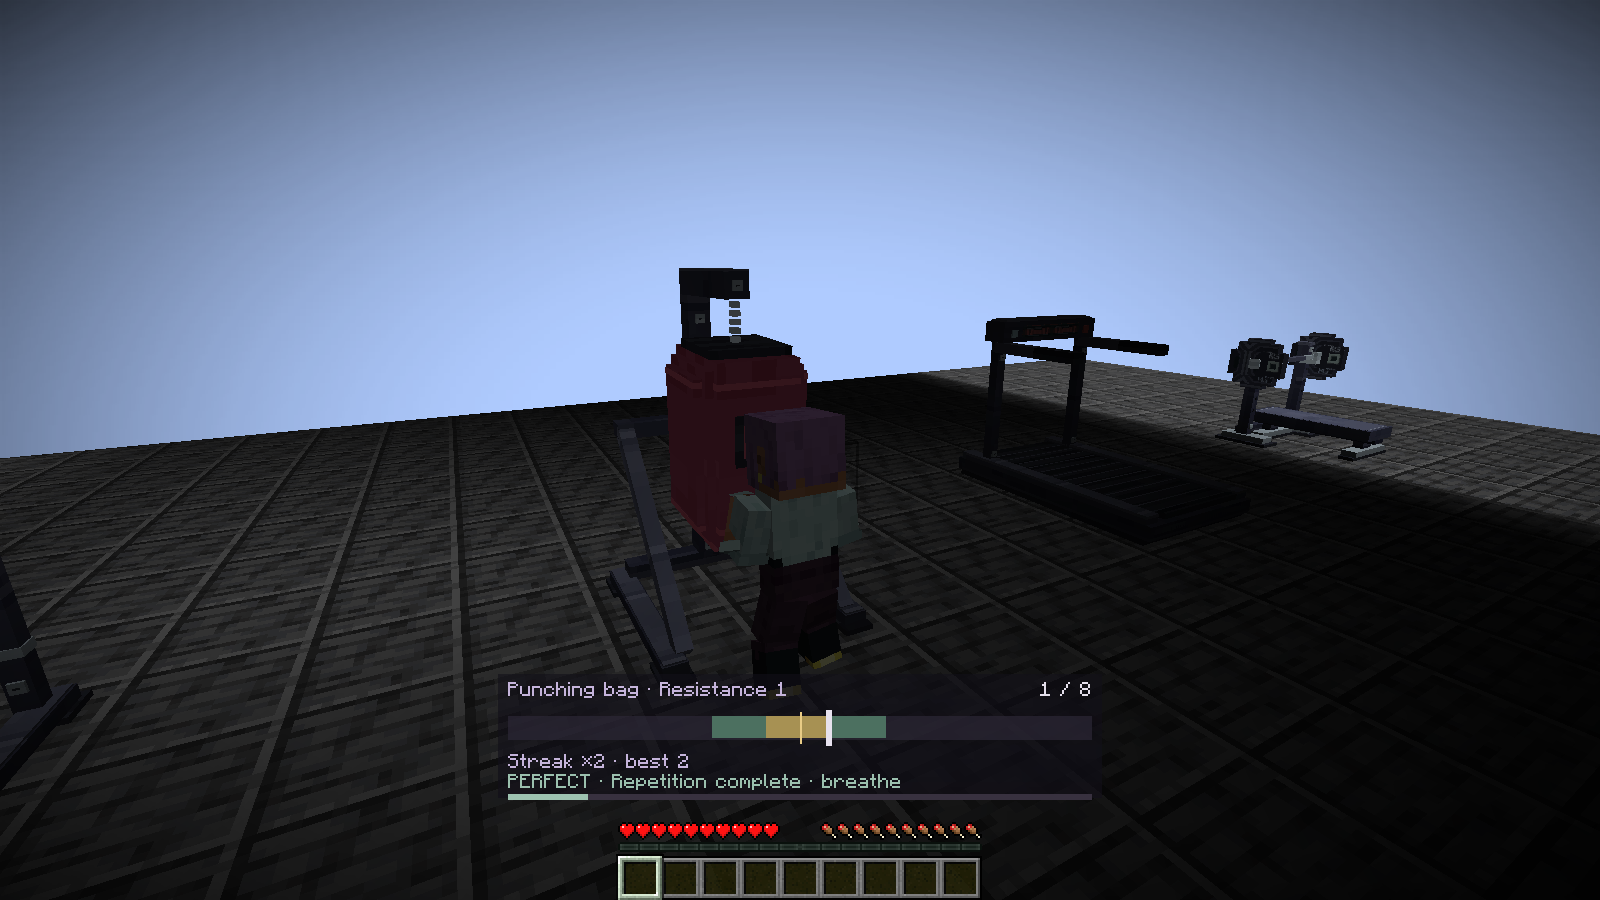 Punching bag · Resistance 1
1 / 8
Streak ×2 · best 2
PERFECT · Repetition complete · breathe